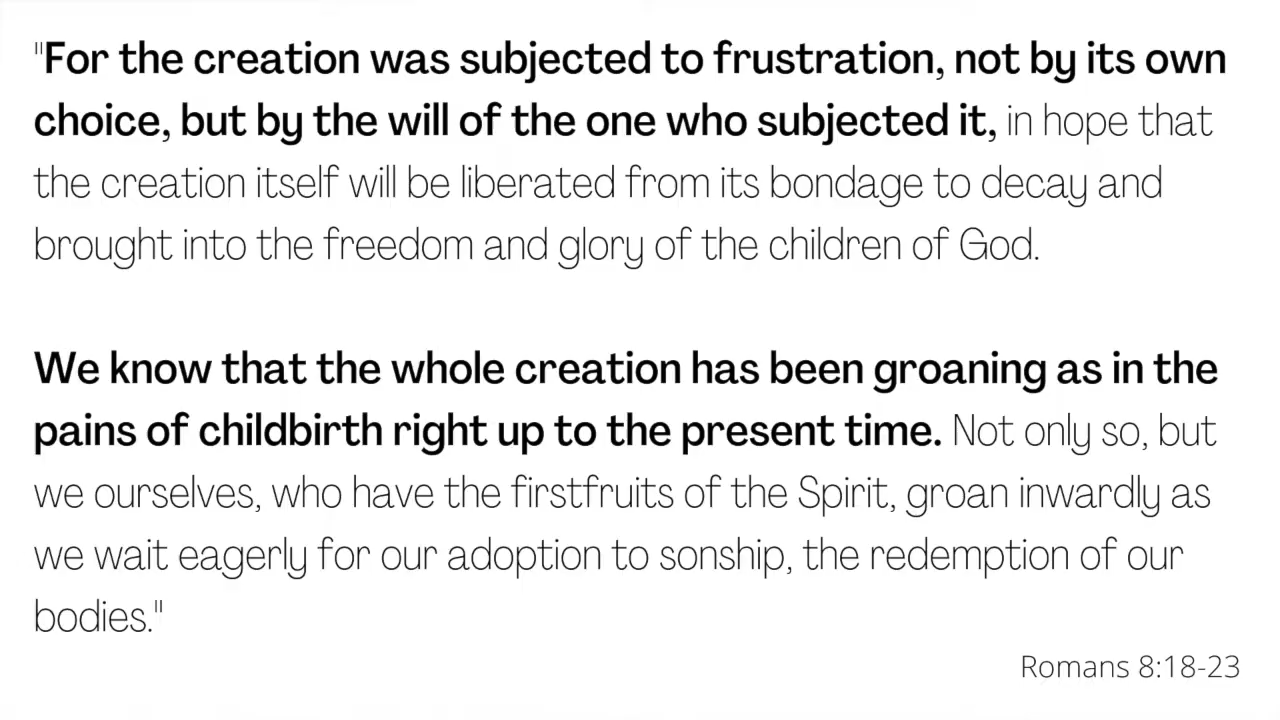 "For the creation was subjected to frustration, not by its own
choice, but by the will of the one who subjected it, in hope that
the creation itself will be liberated from its bondage to decay and
brought into the freedom and glory of the children of God.
We know that the whole creation has been groaning as in the
pains of childbirth right up to the present time. Not only so, but
we ourselves, who have the firstfruits of the Spirit, groan inwardly as
we wait eagerly for our adoption to sonship, the redemption of our
bodies."
Romans 8:18-23